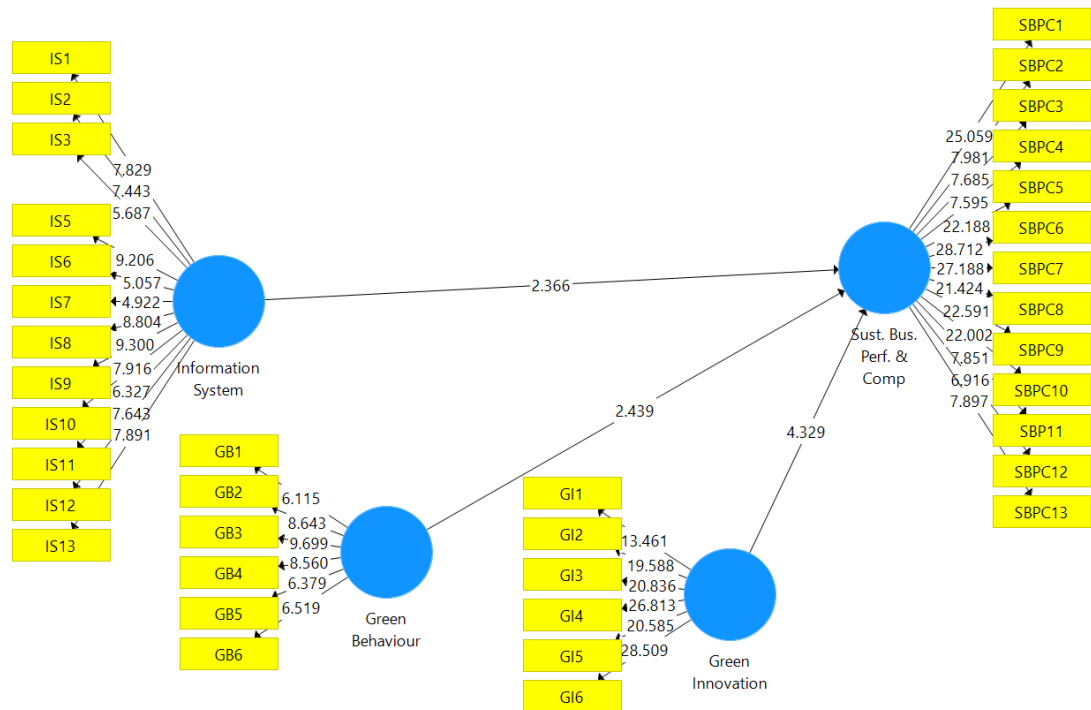 IS1
IS2
IS3
IS5
IS6
IS7
IS8
IS9
IS10
IS11
IS12
IS13
7.829
7.443
5.687
9.206
5.057
4.922
8.804
9.300
7.916
6.327
7.643
7.891
Information
System
2.366
GB1
GB2
GB3
GB4
GB5
GB6
6.115
8.643
9.699
8.560
6.379
6.519
Green
Behaviour
2.439
GI1
GI2
GI3
GI4
GI5
GI6
13.461
19.588
20.836
26.813
20.585
28.509
Green
Innovation
4.329
Sust. Bus.
Perf. &
Comp
25.059
7.981
7.685
7.595
22.188
28.712
27.188
21.424
22.591
22.002
7.851
6.916
7.897
SBPC1
SBPC2
SBPC3
SBPC4
SBPC5
SBPC6
SBPC7
SBPC8
SBPC9
SBPC10
SBP11
SBPC12
SBPC13